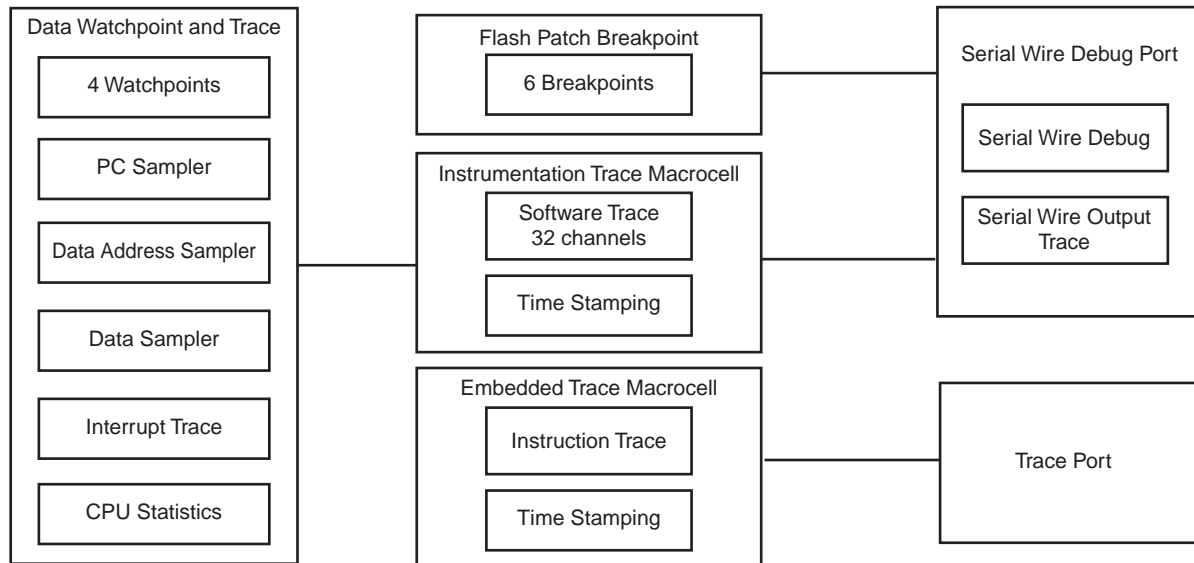 Data Watchpoint and Trace
4 Watchpoints
PC Sampler
Data Address Sampler
Data Sampler
Interrupt Trace
CPU Statistics
Flash Patch Breakpoint
6 Breakpoints
Instrumentation Trace Macrocell
Software Trace
32 channels
Time Stamping
Embedded Trace Macrocell
Instruction Trace
Time Stamping
Serial Wire Debug Port
Serial Wire Debug
Serial Wire Output
Trace
Trace Port